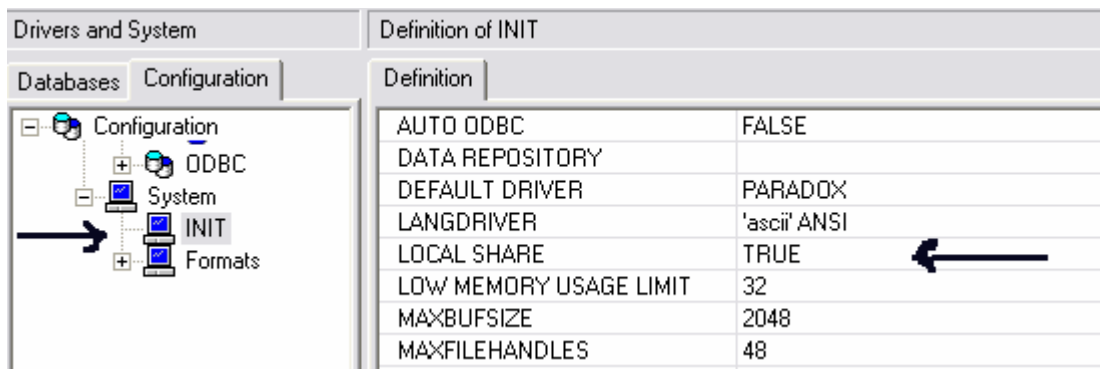 Drivers and System
Definition of INIT
Databases
Configuration
Definition
Configuration
ODBC
System
INIT
Formats
AUTO ODBC FALSE
DATA REPOSITORY
DEFAULT DRIVER PARADOX
LANGDRIVER 'ascii' ANSI
LOCAL SHARE TRUE
LOW MEMORY USAGE LIMIT 32
MAXBUFSIZE 2048
MAXFILEHANDLES 48